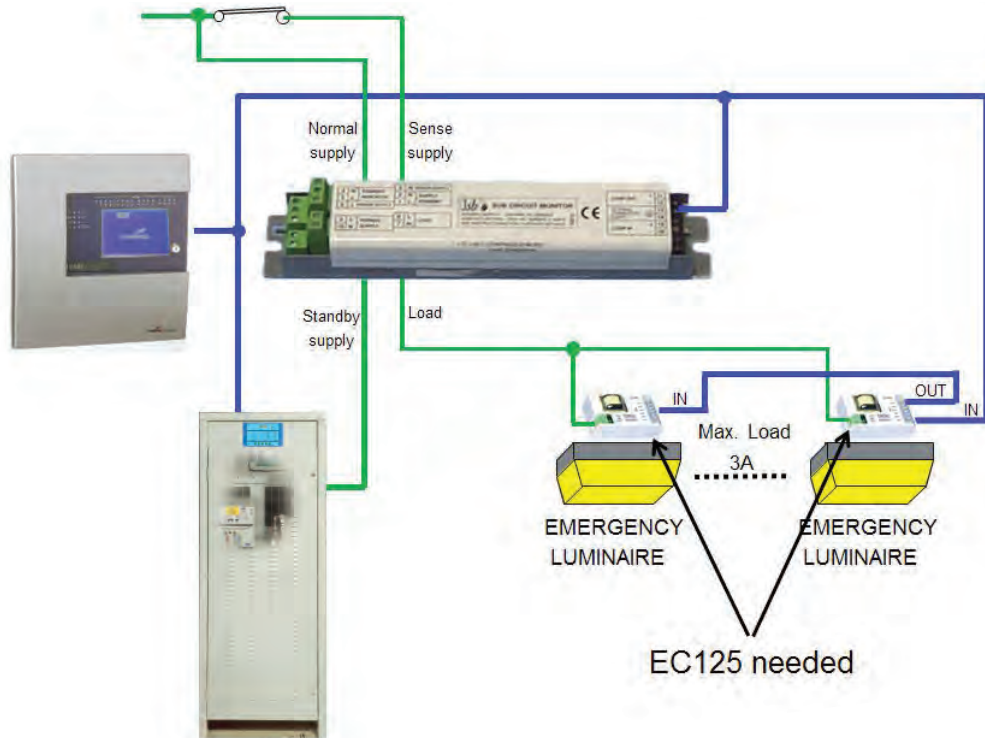 Normal
supply
Sense
supply
SUB CIRCUIT MONITOR
CE
Standby
supply
Load
IN
OUT
IN
Max. Load
3A
EMERGENCY
LUMINAIRE
EMERGENCY
LUMINAIRE
EC125 needed